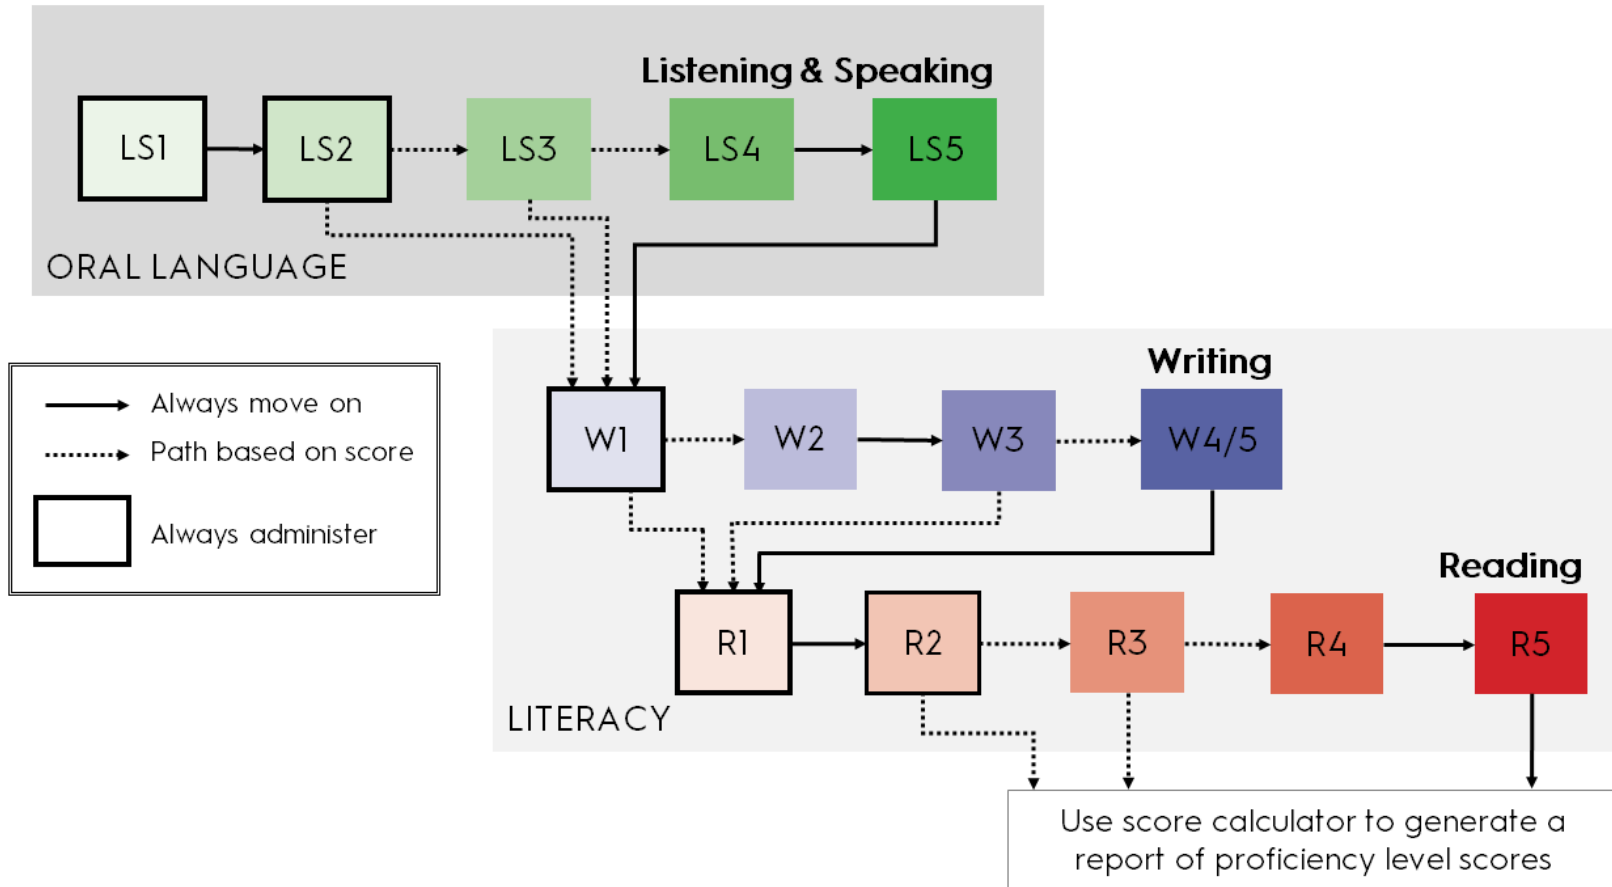 Listening & Speaking
LS1
LS2
LS3
LS4
LS5
ORAL LANGUAGE
Always move on
Path based on score
Always administer
Writing
W1
W2
W3
W4/5
Reading
R1
R2
R3
R4
R5
LITERACY
Use score calculator to generate a
report of proficiency level scores